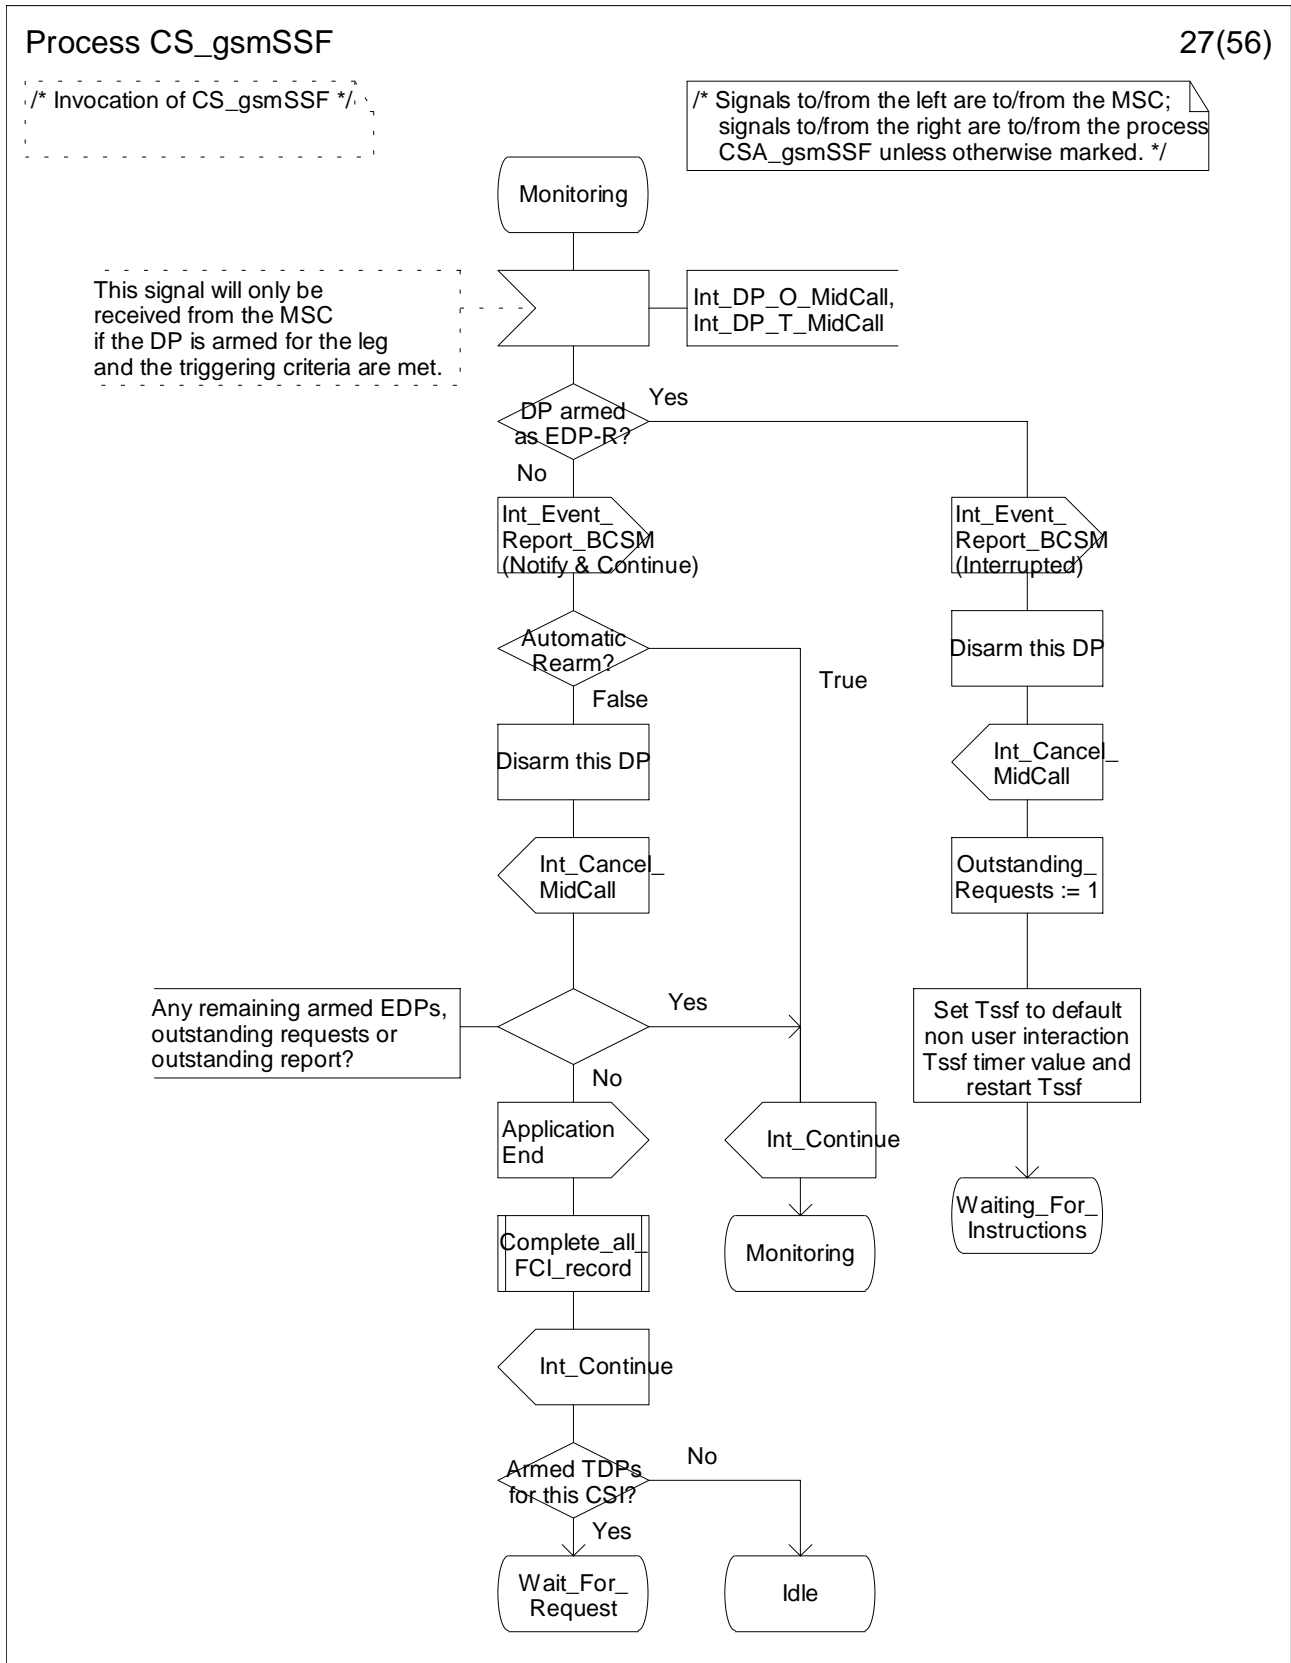 Process CS_gsmSSF
27(56)
/* Invocation of CS_gsmSSF */
/* Signals to/from the left are to/from the MSC;
signals to/from the right are to/from the process
CSA_gsmSSF unless otherwise marked. */
Monitoring
This signal will only be
received from the MSC
if the DP is armed for the leg
and the triggering criteria are met.
Int_DP_O_MidCall,
Int_DP_T_MidCall
DP armed
as EDP-R?
Yes
No
Int_Event_
Report_BCSM
(Notify & Continue)
Int_Event_
Report_BCSM
(Interrupted)
Automatic
Rearm?
True
False
Disarm this DP
Disarm this DP
Int_Cancel_
MidCall
Int_Cancel_
MidCall
Outstanding_
Requests := 1
Any remaining armed EDPs,
outstanding requests or
outstanding report?
Yes
No
Set Tssf to default
non user interaction
Tssf timer value and
restart Tssf
Application
End
Int_Continue
Waiting_For_
Instructions
Complete_all_
FCI_record
Monitoring
Int_Continue
Armed TDPs
for this CSI?
No
Yes
Wait_For_
Request
Idle